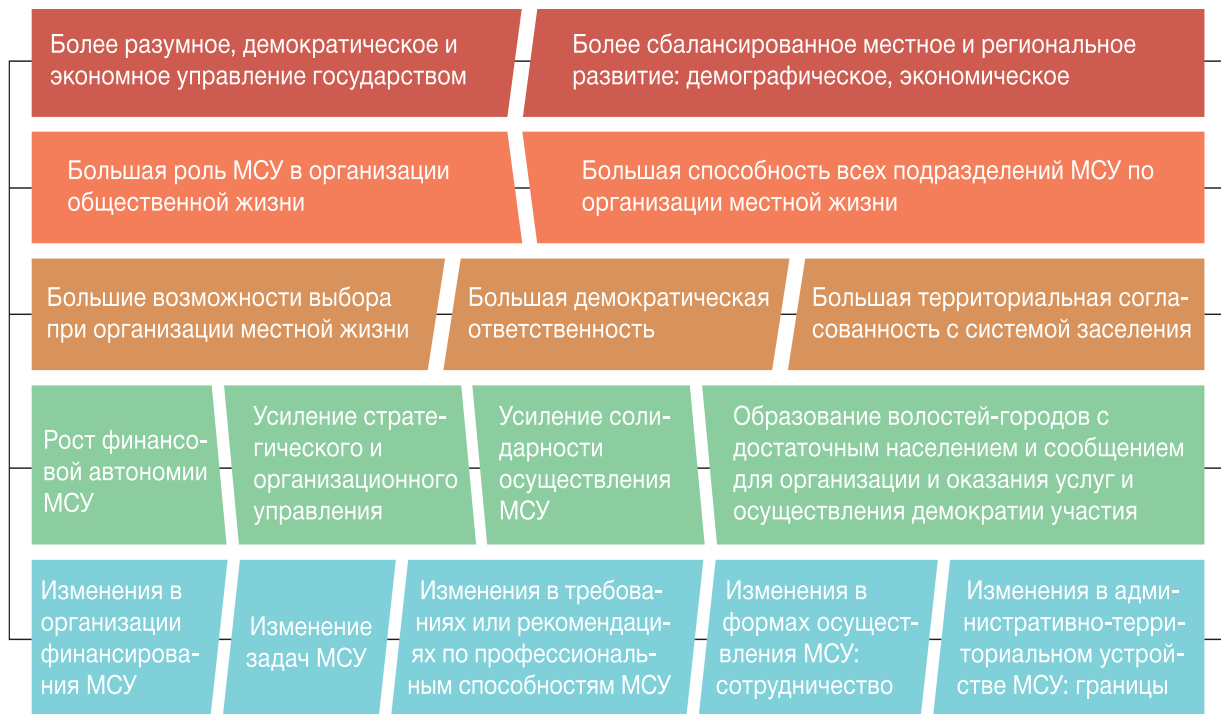 Более разумное, демократическое и
экономное управление государством
Более сбалансированное местное и региональное
развитие: демографическое, экономическое
Большая роль МСУ в организации
общественной жизни
Большая способность всех подразделений МСУ по
организации местной жизни
Большие возможности выбора
при организации местной жизни
Большая демократическая
ответственность
Большая территориальная согла-
сованность с системой заселения
Рост финансо-
вой автономии
МСУ
Усиление страте-
гического и
организационного
управления
Усиление соли-
дарности
осуществления
МСУ
Образование волостей-городов с
достаточным населением и сообщением
для организации и оказания услуг и
осуществления демократии участия
Изменения в
организации
финансирова-
ния МСУ
Изменение
задач МСУ
Изменения в требова-
ниях или рекомендаци-
ях по профессиональ-
ным способностям МСУ
Изменения в
формах осущест-
вления МСУ:
сотрудничество
Изменения в адми-
нистративно-терри-
ториальном устрой-
стве МСУ: границы